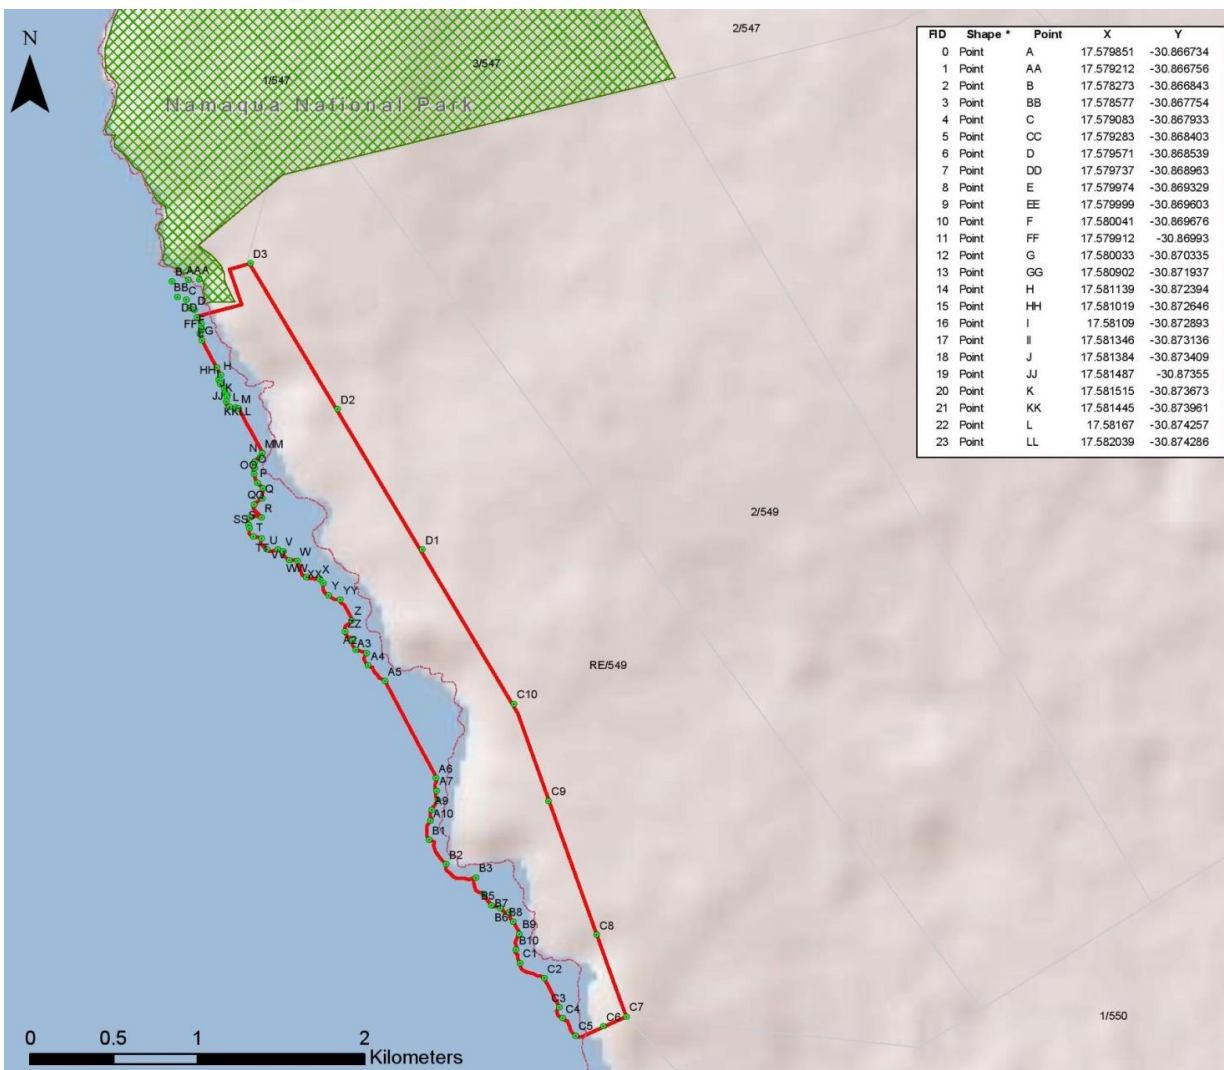 N
2/547
1/547
3/547
Namaqua National Park
FID Shape * Point X Y
0 Point A 17.579851 -30.866734
1 Point AA 17.579212 -30.866756
2 Point B 17.578273 -30.866843
3 Point BB 17.578577 -30.867754
4 Point C 17.579083 -30.867933
5 Point CC 17.579283 -30.868403
6 Point D 17.579571 -30.868539
7 Point DD 17.579737 -30.868963
8 Point E 17.579974 -30.869329
9 Point EE 17.579999 -30.869603
10 Point F 17.580041 -30.869676
11 Point FF 17.579912 -30.86993
12 Point G 17.580033 -30.870335
13 Point GG 17.580902 -30.871937
14 Point H 17.581139 -30.872394
15 Point HH 17.581019 -30.872646
16 Point I 17.58109 -30.872893
17 Point II 17.581346 -30.873136
18 Point J 17.581384 -30.873409
19 Point JJ 17.581487 -30.87355
20 Point K 17.581515 -30.873673
21 Point KK 17.581445 -30.873961
22 Point L 17.58167 -30.874257
23 Point LL 17.582039 -30.874286
D3
B AAA
BB C
DD D
FF F
G
HH H
K
JJ L M
KK LL
D2
N MM
OO O
P
Q
QQ
R
S
SS
T
U V
VV W
WW XX X
D1
Y YY
Z
ZZ
A2 A3
A4
A5
2/549
RE/549
C10
A6
A7
A9
A10
B1
C9
B2
B3
B5
B7
B6 B8
B9
B10
C1
C8
C2
C3
C4
C5
C6
C7
1/550
0 0.5 1 2
Kilometers